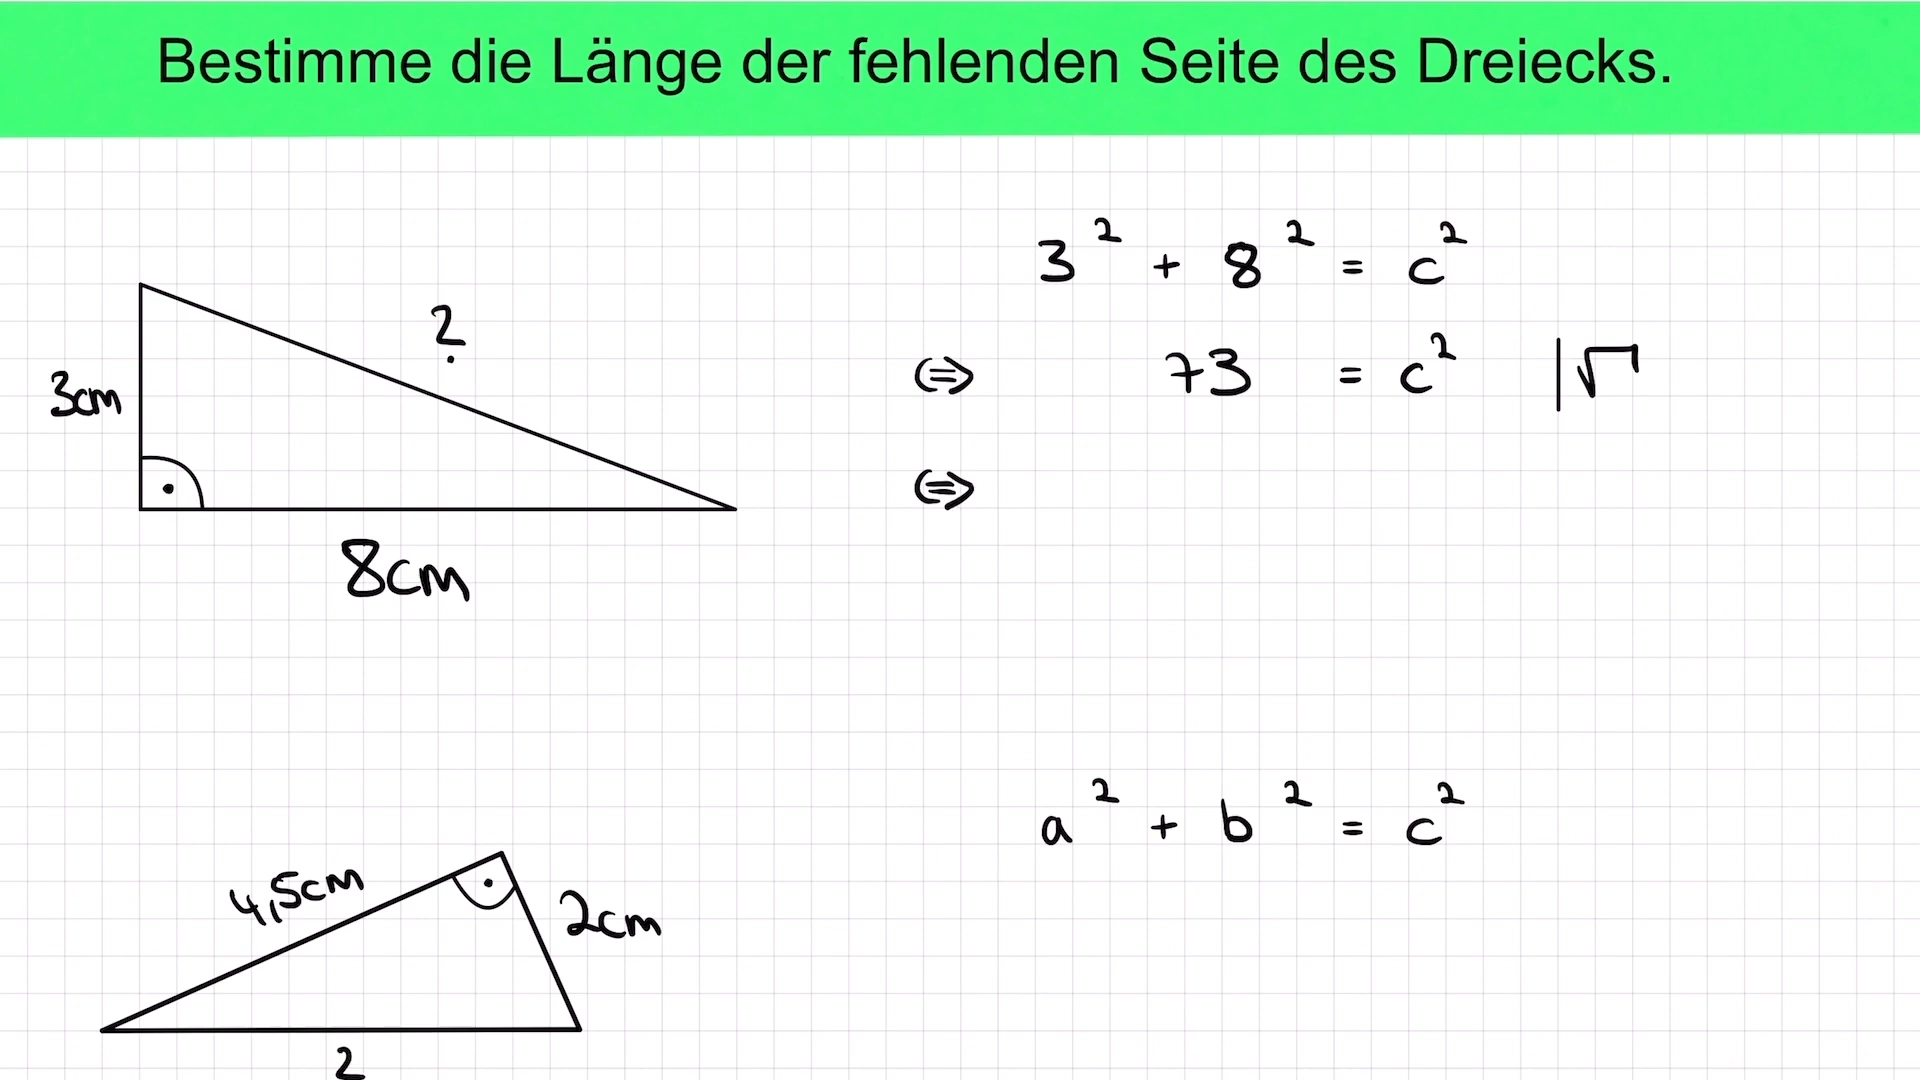 Bestimme die Länge der fehlenden Seite des Dreiecks.
3² + 8² = c²
?
3cm
⇔ 73 = c² |√
⇔
8cm
a² + b² = c²
4,5cm
2cm
?